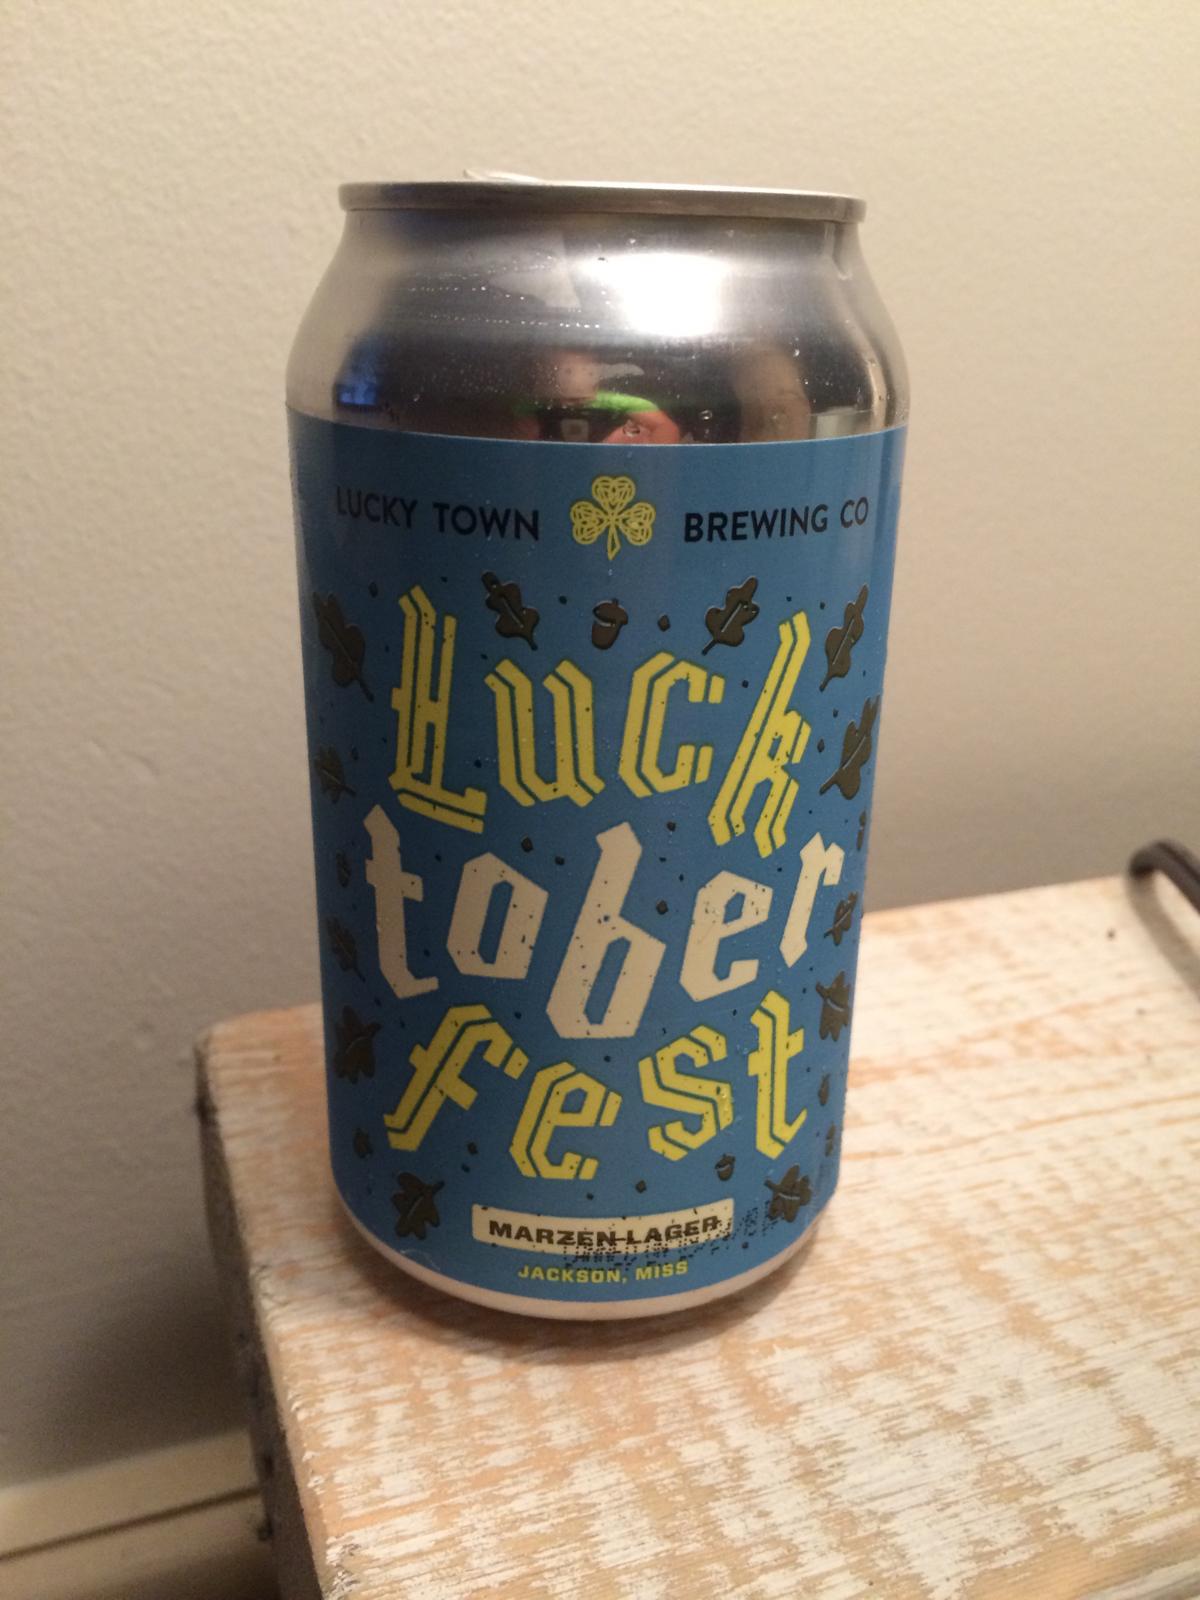 LUCKY TOWN BREWING CO
Luck
tober
fest
MARZEN LAGER
JACKSON, MISS